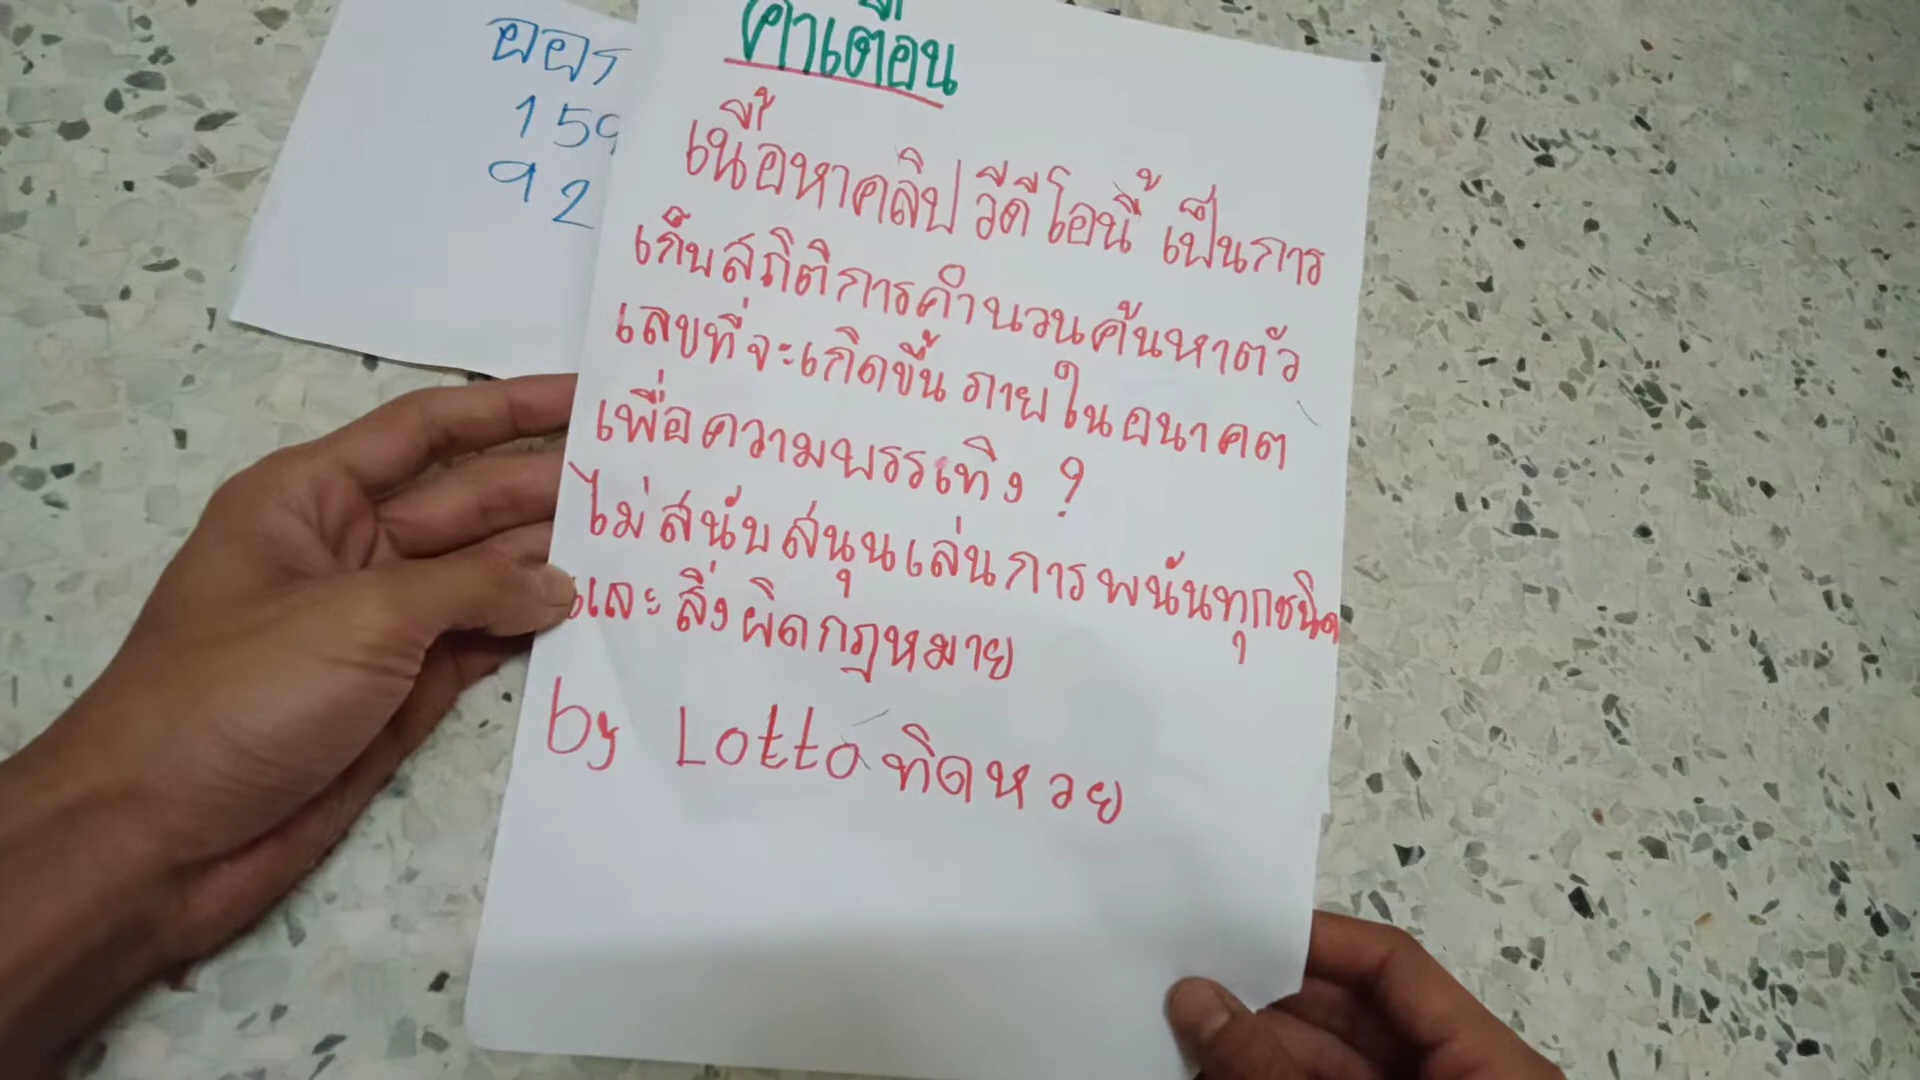 ออร
159
92
คำเตือน
เนื้อหาคลิปวีดีโอนี้ เป็นการ
เก็บสถิติการคำนวนค้นหาตัว
เลขที่จะเกิดขึ้น ภายในอนาคต
เพื่อความพรรเทิง ?
ไม่สนับสนุนเล่นการพนันทุกชนิด
และ สิ่งผิดกฎหมาย
by Lotto ทิดหวย